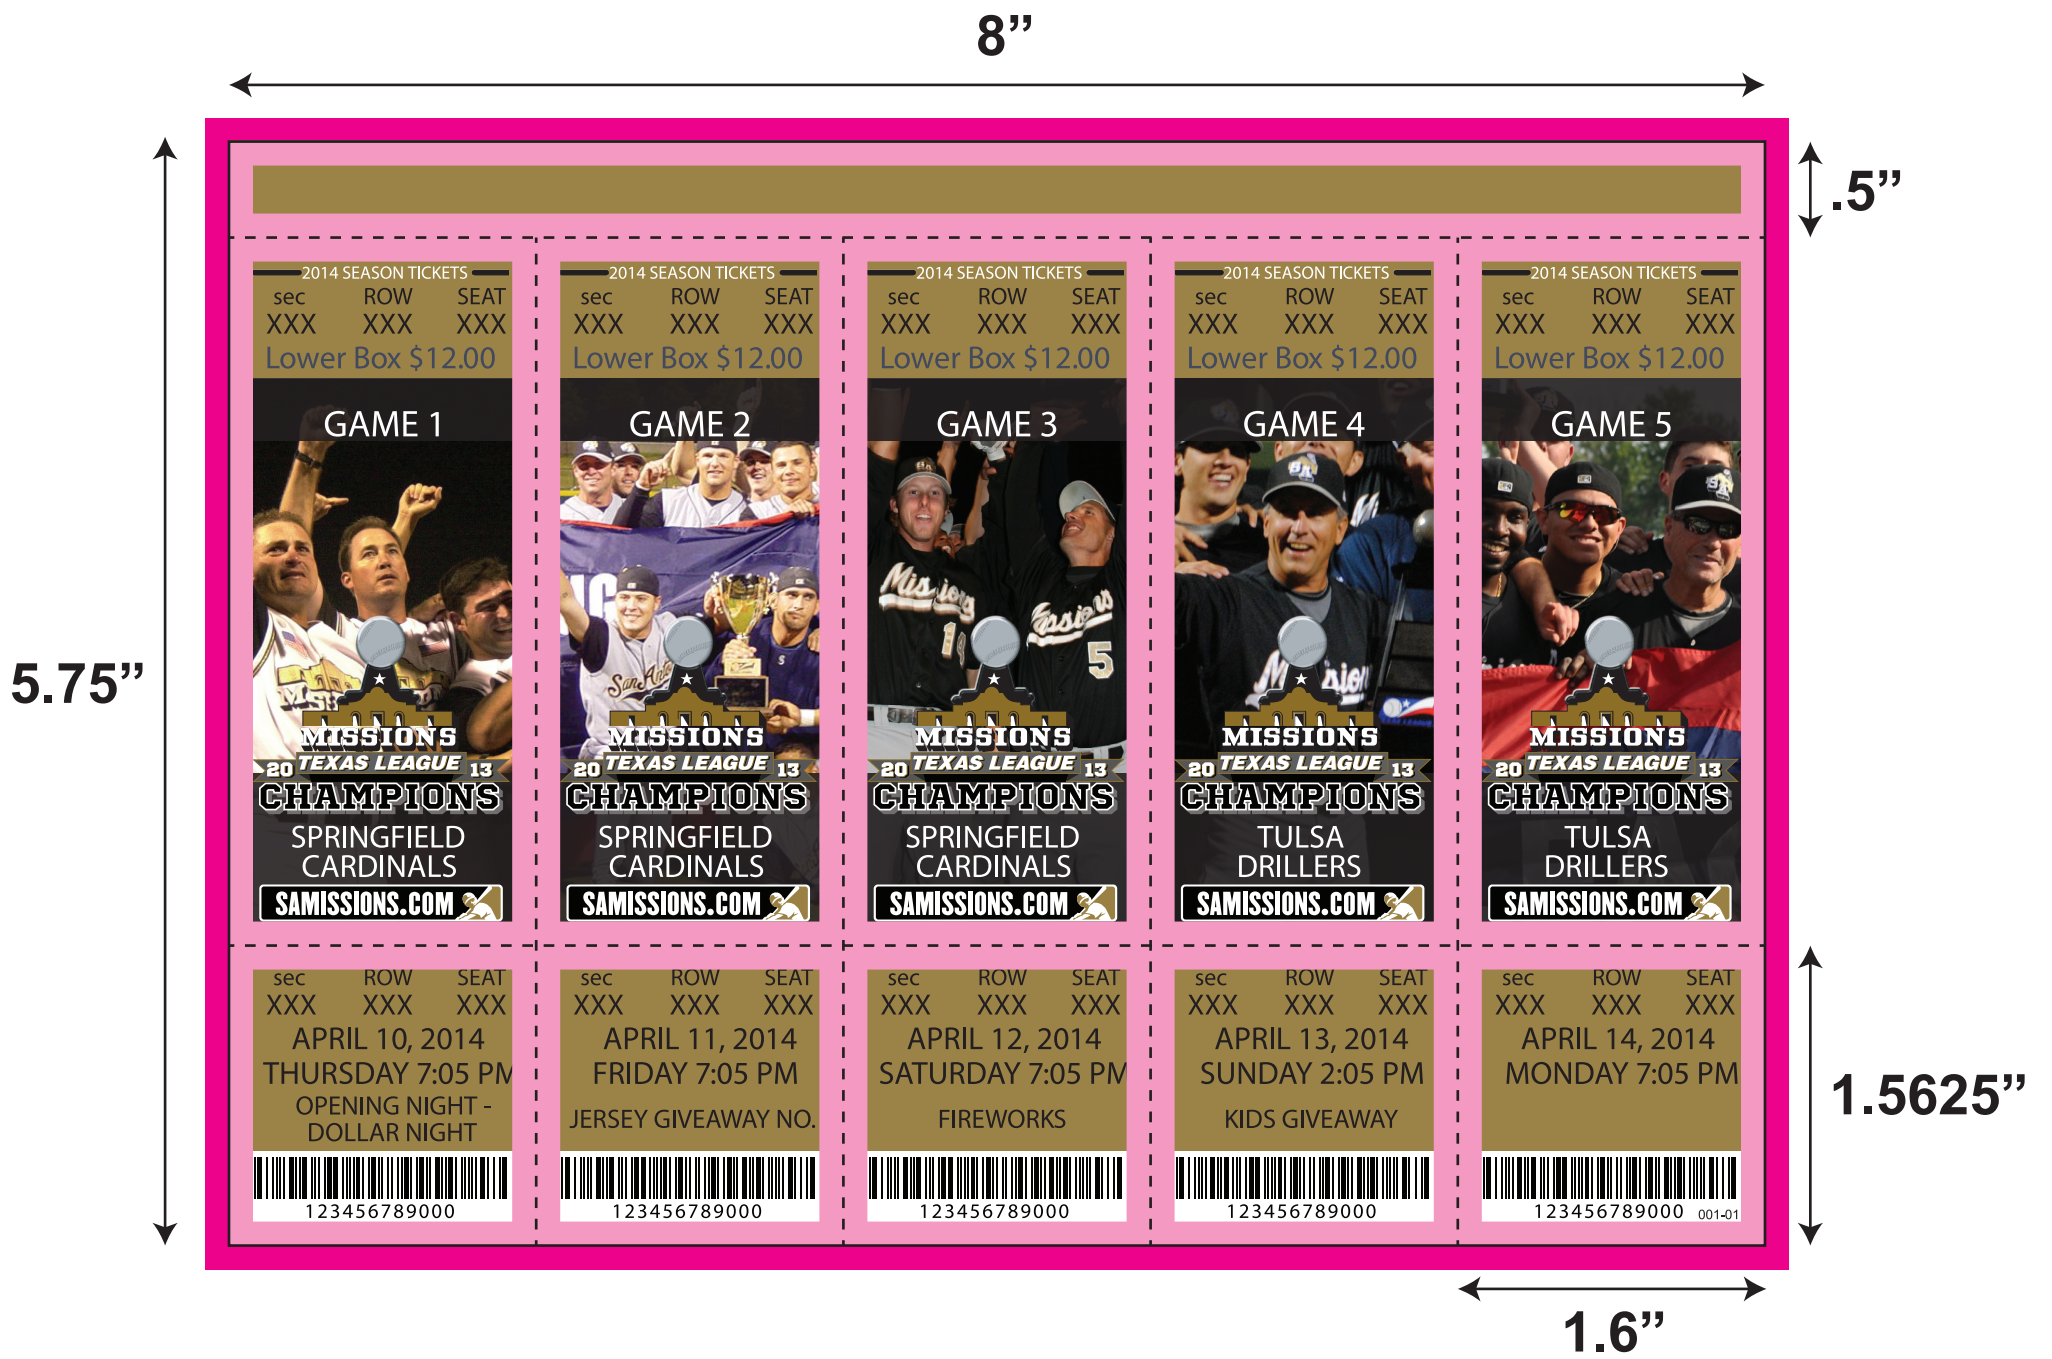 8”
.5”
5.75”
2014 SEASON TICKETS
sec ROW SEAT
XXX XXX XXX
Lower Box $12.00
GAME 1
MISSIONS
20 TEXAS LEAGUE 13
CHAMPIONS
SPRINGFIELD
CARDINALS
SAMISSIONS.COM
sec ROW SEAT
XXX XXX XXX
APRIL 10, 2014
THURSDAY 7:05 PM
OPENING NIGHT -
DOLLAR NIGHT
123456789000
2014 SEASON TICKETS
sec ROW SEAT
XXX XXX XXX
Lower Box $12.00
GAME 2
San Anto
MISSIONS
20 TEXAS LEAGUE 13
CHAMPIONS
SPRINGFIELD
CARDINALS
SAMISSIONS.COM
sec ROW SEAT
XXX XXX XXX
APRIL 11, 2014
FRIDAY 7:05 PM
JERSEY GIVEAWAY NO.
123456789000
2014 SEASON TICKETS
sec ROW SEAT
XXX XXX XXX
Lower Box $12.00
GAME 3
Missions
5
MISSIONS
20 TEXAS LEAGUE 13
CHAMPIONS
SPRINGFIELD
CARDINALS
SAMISSIONS.COM
sec ROW SEAT
XXX XXX XXX
APRIL 12, 2014
SATURDAY 7:05 PM
FIREWORKS
123456789000
2014 SEASON TICKETS
sec ROW SEAT
XXX XXX XXX
Lower Box $12.00
GAME 4
MISSIONS
20 TEXAS LEAGUE 13
CHAMPIONS
TULSA
DRILLERS
SAMISSIONS.COM
sec ROW SEAT
XXX XXX XXX
APRIL 13, 2014
SUNDAY 2:05 PM
KIDS GIVEAWAY
123456789000
2014 SEASON TICKETS
sec ROW SEAT
XXX XXX XXX
Lower Box $12.00
GAME 5
MISSIONS
20 TEXAS LEAGUE 13
CHAMPIONS
TULSA
DRILLERS
SAMISSIONS.COM
sec ROW SEAT
XXX XXX XXX
APRIL 14, 2014
MONDAY 7:05 PM
123456789000 001-01
1.5625”
1.6”